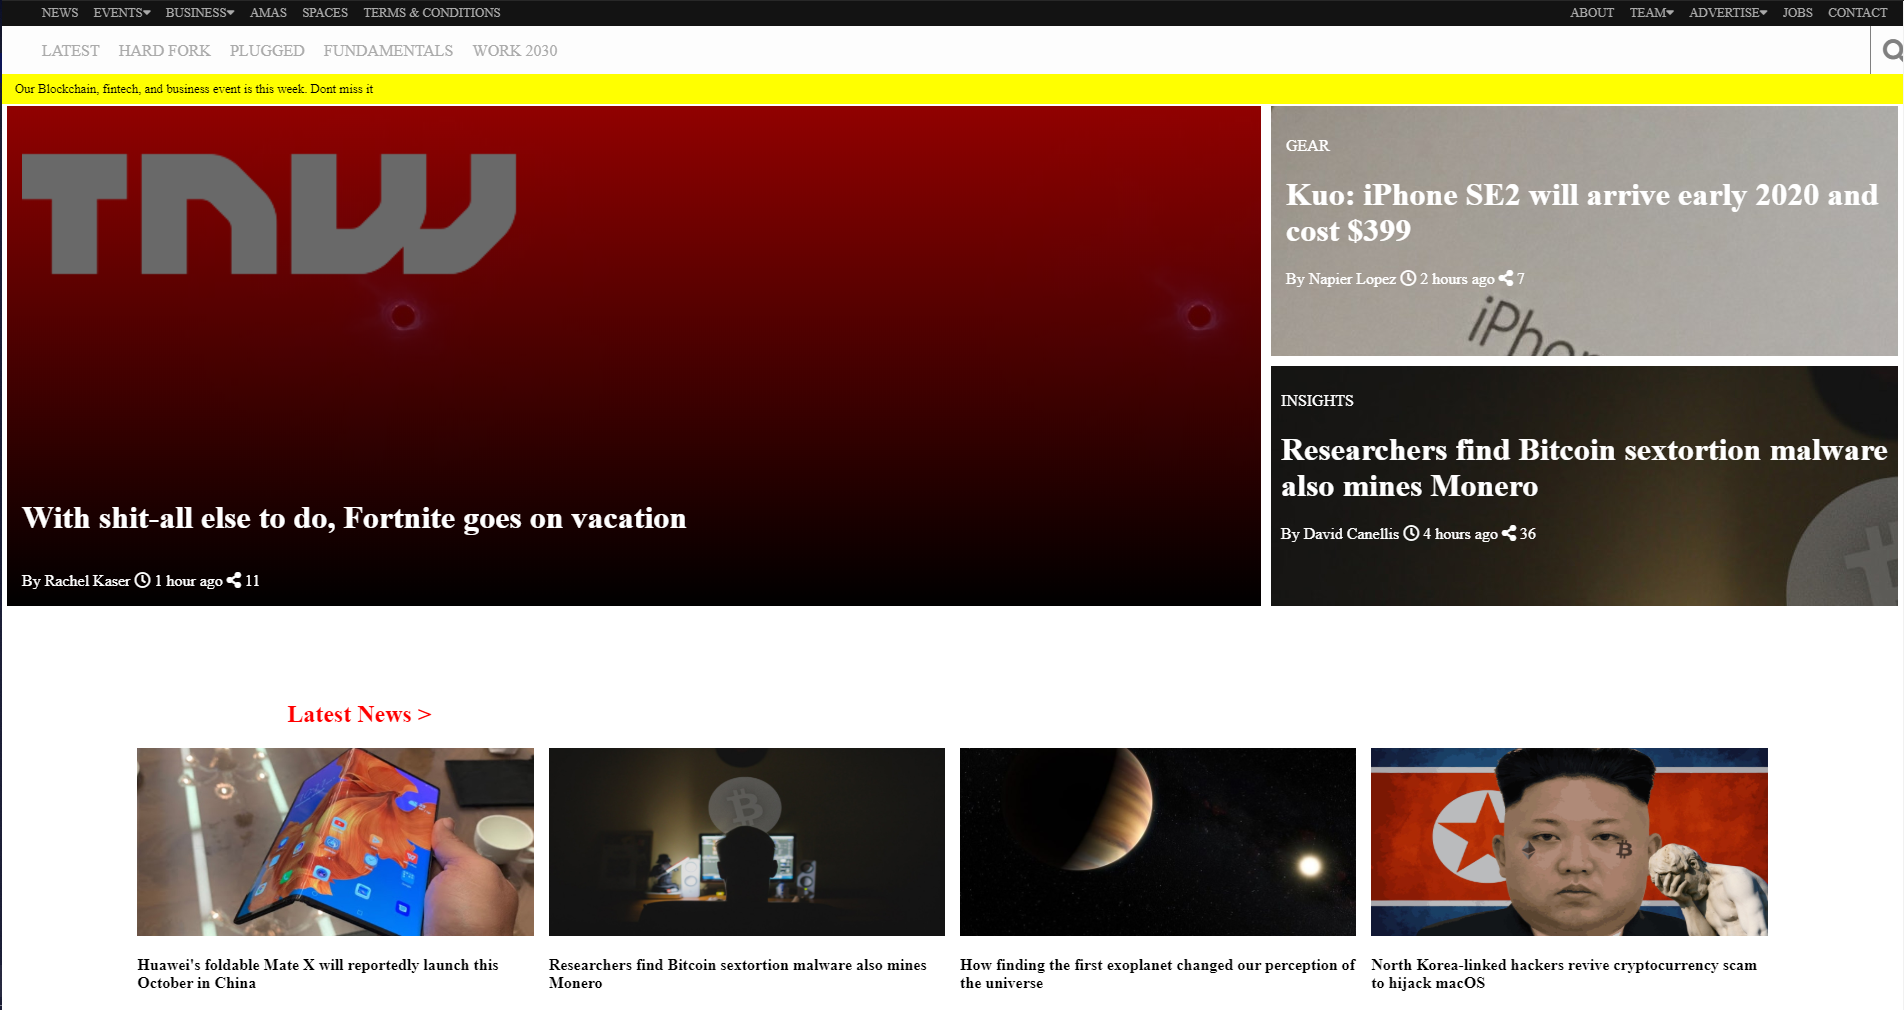 NEWS EVENTS BUSINESS AMAS SPACES TERMS & CONDITIONS ABOUT TEAM ADVERTISE JOBS CONTACT
LATEST HARD FORK PLUGGED FUNDAMENTALS WORK 2030
Our Blockchain, fintech, and business event is this week. Dont miss it
TNW
With shit-all else to do, Fortnite goes on vacation
By Rachel Kaser 1 hour ago 11
GEAR
Kuo: iPhone SE2 will arrive early 2020 and
cost $399
By Napier Lopez 2 hours ago 7
INSIGHTS
Researchers find Bitcoin sextortion malware
also mines Monero
By David Canellis 4 hours ago 36
Latest News >
Huawei's foldable Mate X will reportedly launch this
October in China
Researchers find Bitcoin sextortion malware also mines
Monero
How finding the first exoplanet changed our perception of
the universe
North Korea-linked hackers revive cryptocurrency scam
to hijack macOS